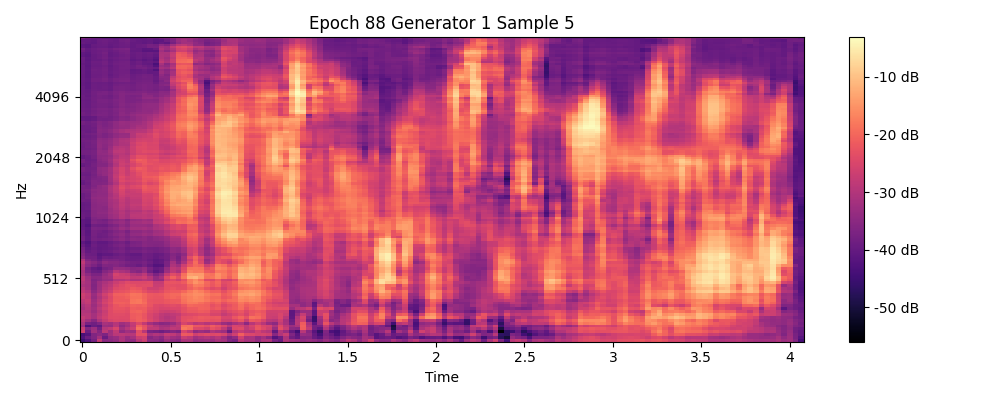 Epoch 88 Generator 1 Sample 5
Hz
4096
2048
1024
512
0
0 0.5 1 1.5 2 2.5 3 3.5 4
Time
-10 dB
-20 dB
-30 dB
-40 dB
-50 dB